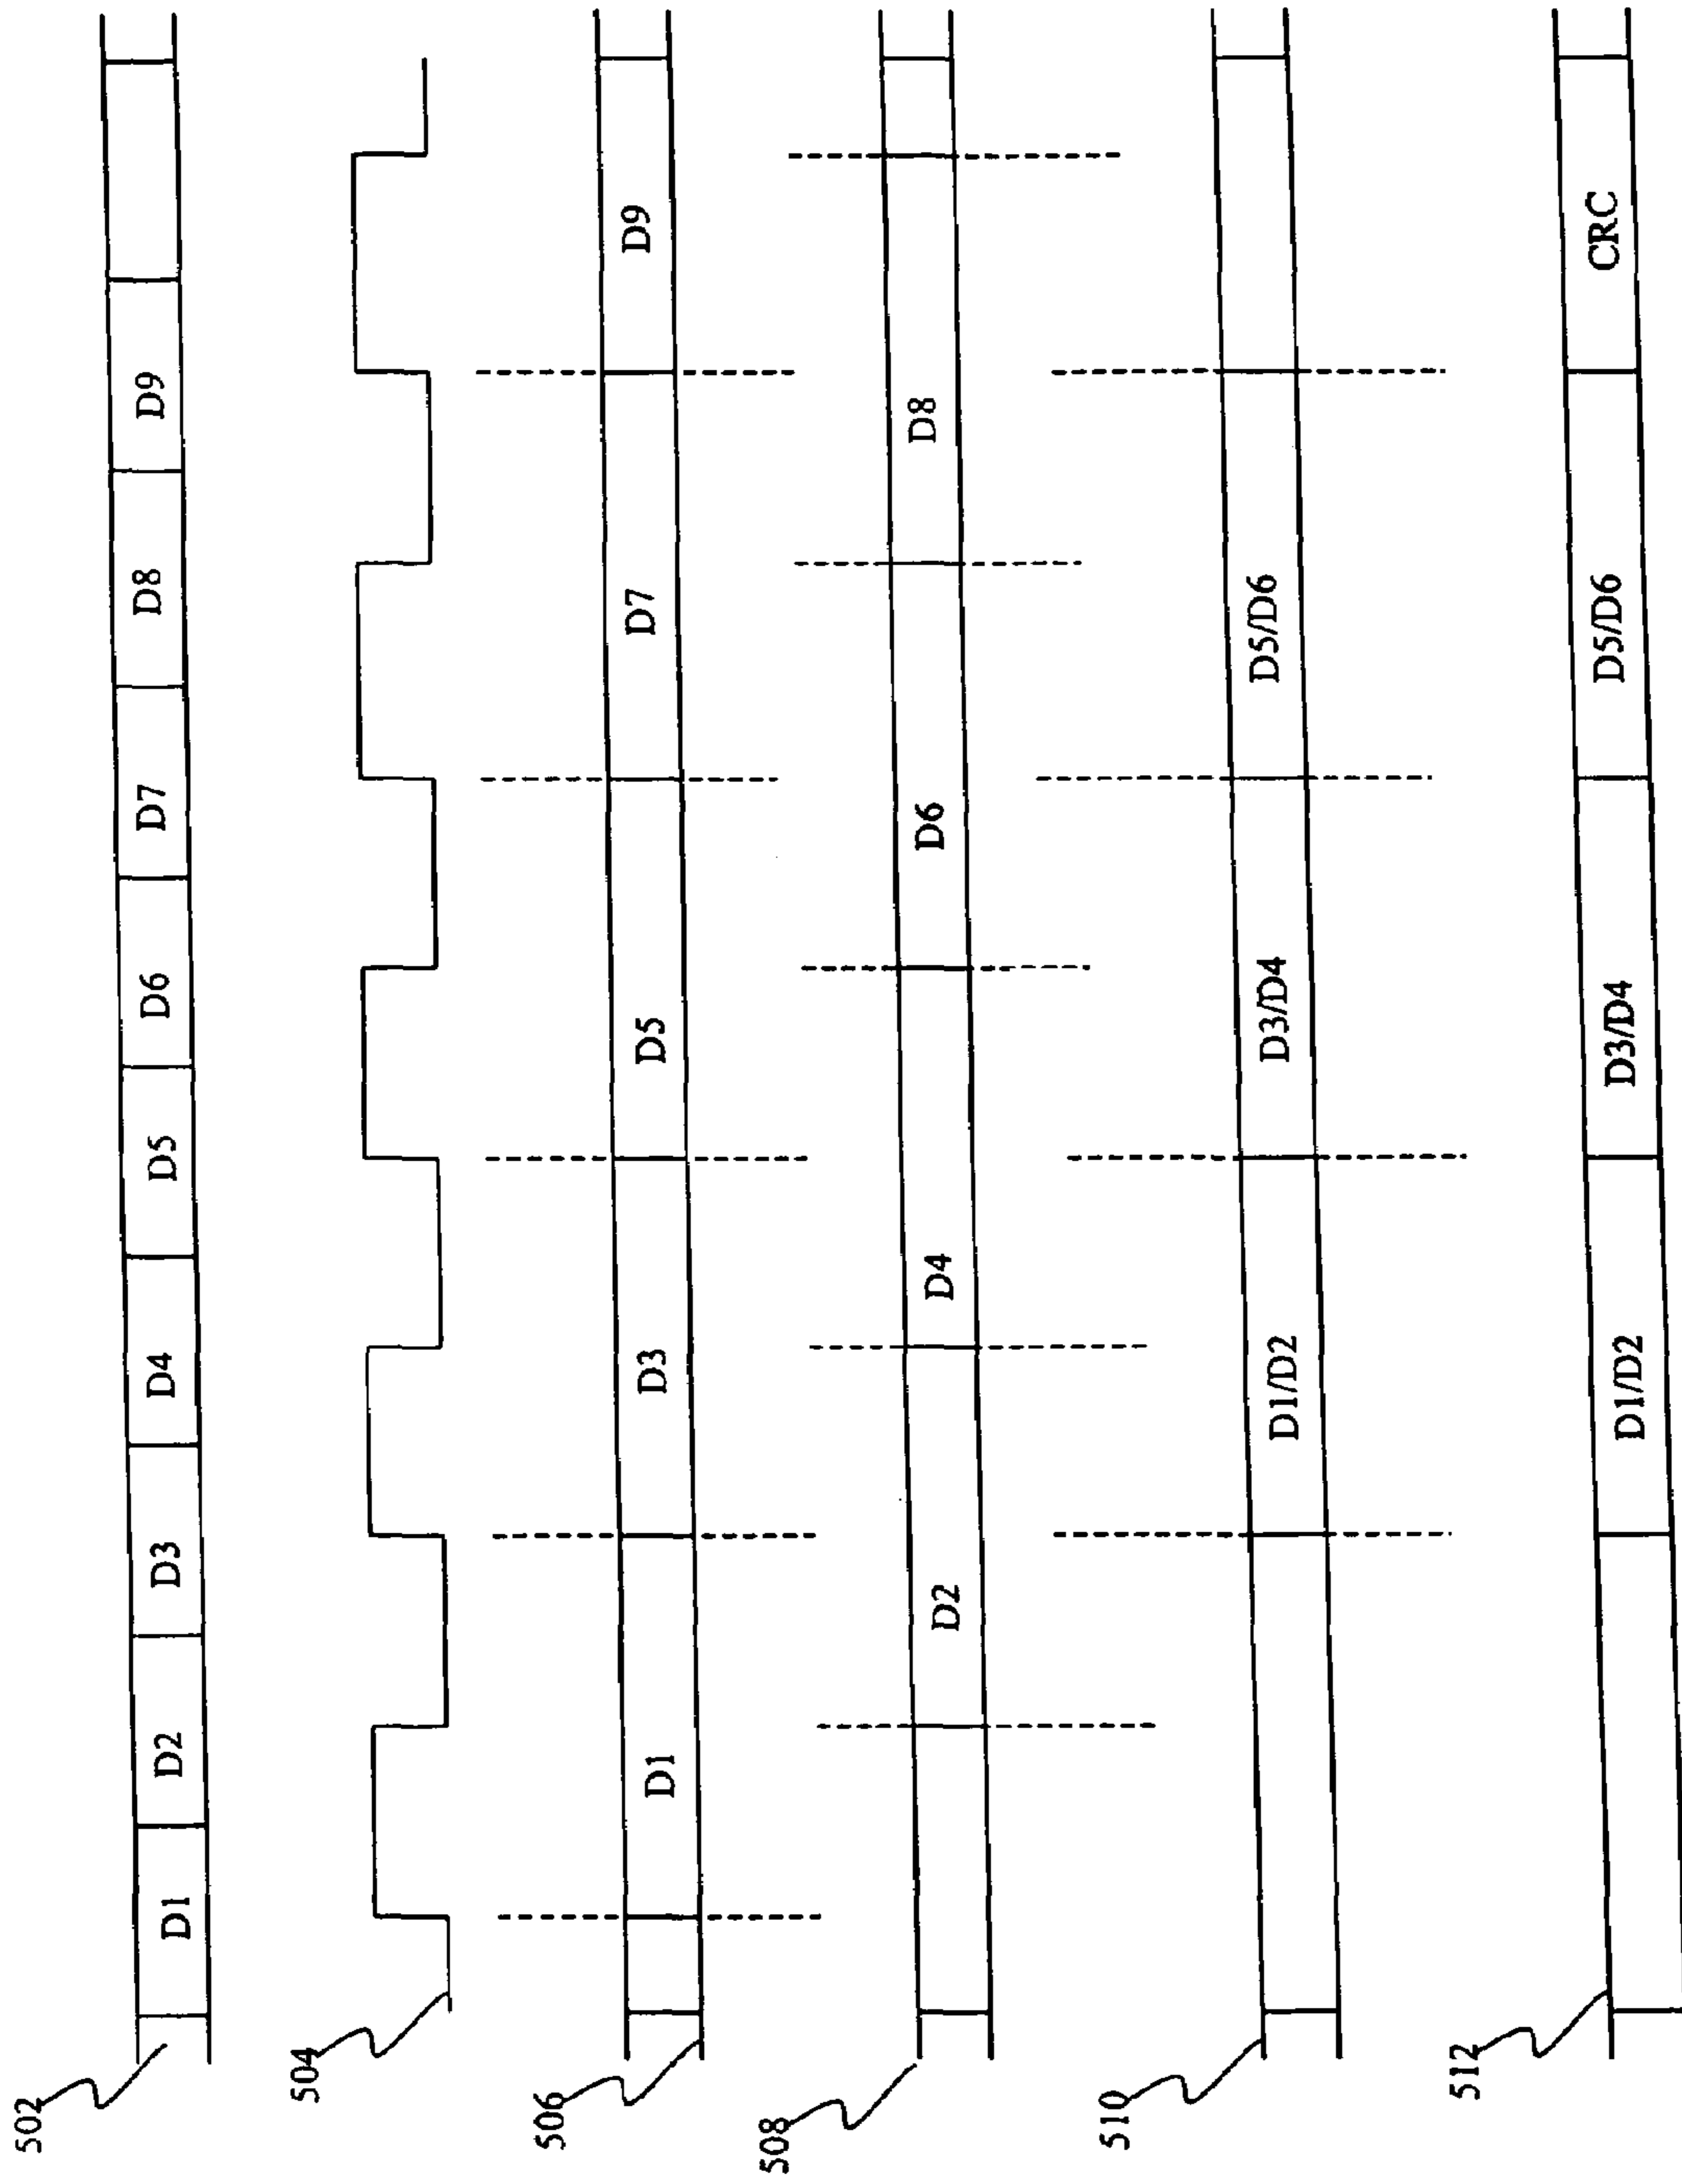 502
D1 D2 D3 D4 D5 D6 D7 D8 D9
504
506
D1 D3 D5 D7 D9
508
D2 D4 D6 D8
510
D1/D2 D3/D4 D5/D6
512
D1/D2 D3/D4 D5/D6 CRC